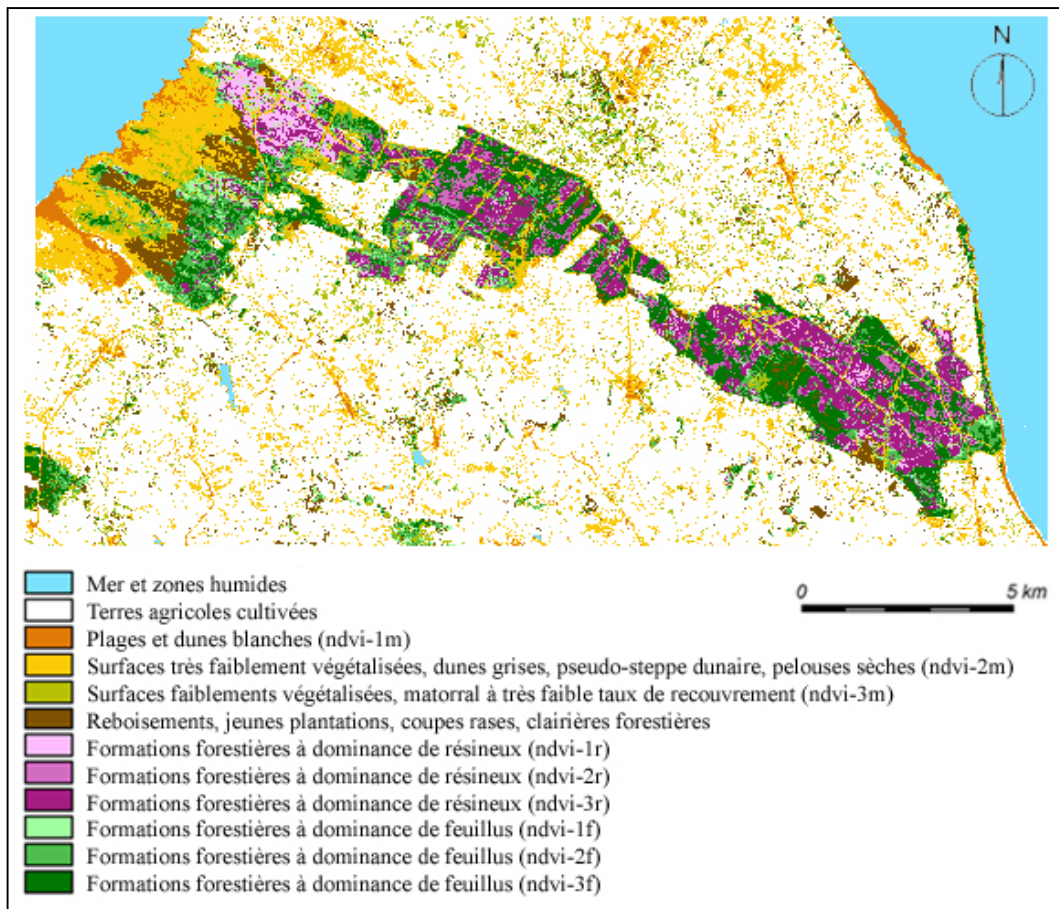 N
Mer et zones humides
0 5 km
Terres agricoles cultivées
Plages et dunes blanches (ndvi-1m)
Surfaces très faiblement végétalisées, dunes grises, pseudo-steppe dunaire, pelouses sèches (ndvi-2m)
Surfaces faiblements végétalisées, matorral à très faible taux de recouvrement (ndvi-3m)
Reboisements, jeunes plantations, coupes rases, clairières forestières
Formations forestières à dominance de résineux (ndvi-1r)
Formations forestières à dominance de résineux (ndvi-2r)
Formations forestières à dominance de résineux (ndvi-3r)
Formations forestières à dominance de feuillus (ndvi-1f)
Formations forestières à dominance de feuillus (ndvi-2f)
Formations forestières à dominance de feuillus (ndvi-3f)